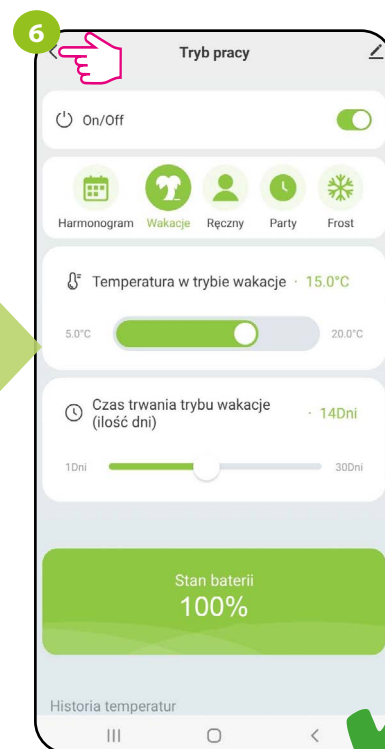 6
Tryb pracy
On/Off
Harmonogram Wakacje Ręczny Party Frost
Temperatura w trybie wakacje · 15.0°C
5.0°C 20.0°C
Czas trwania trybu wakacje
(ilość dni) · 14Dni
1Dni 30Dni
Stan baterii
100%
Historia temperatur